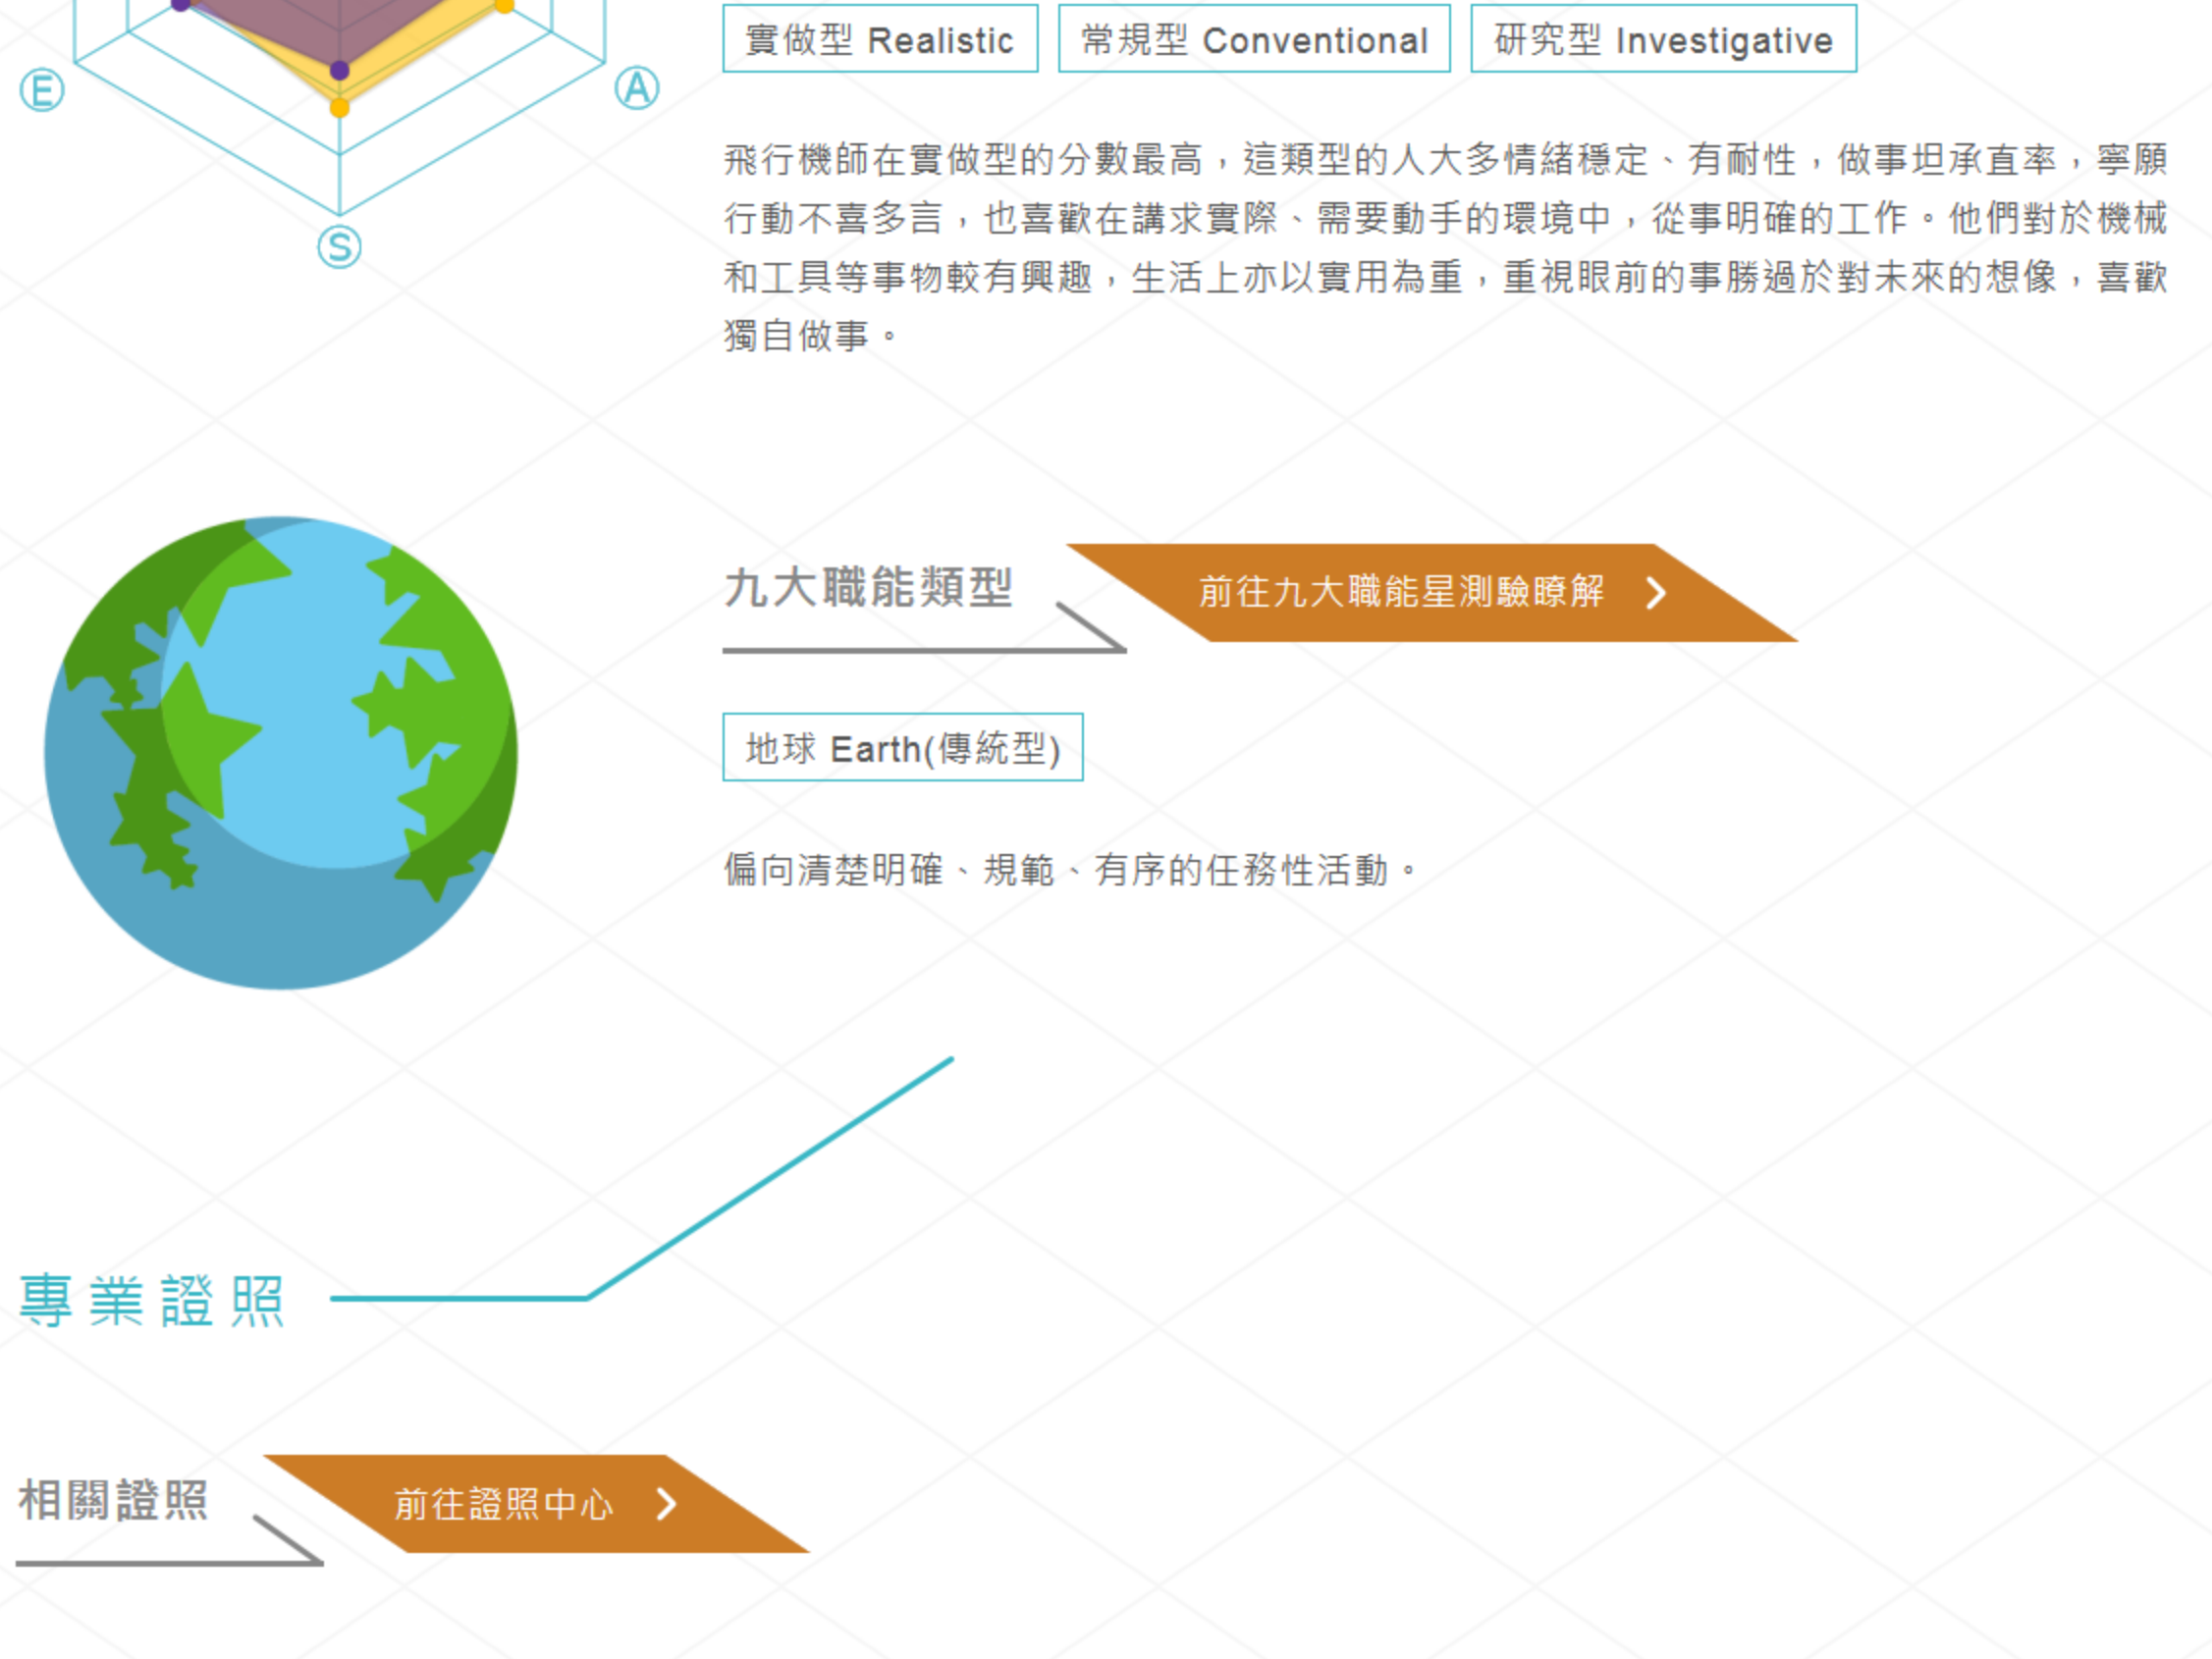 Ⓔ
Ⓐ
Ⓢ
實做型 Realistic
常規型 Conventional
研究型 Investigative
飛行機師在實做型的分數最高，這類型的人大多情緒穩定、有耐性，做事坦承直率，寧願
行動不喜多言，也喜歡在講求實際、需要動手的環境中，從事明確的工作。他們對於機械
和工具等事物較有興趣，生活上亦以實用為重，重視眼前的事勝過於對未來的想像，喜歡
獨自做事。
九大職能類型
前往九大職能星測驗瞭解
地球 Earth(傳統型)
偏向清楚明確、規範、有序的任務性活動。
專業證照
相關證照
前往證照中心